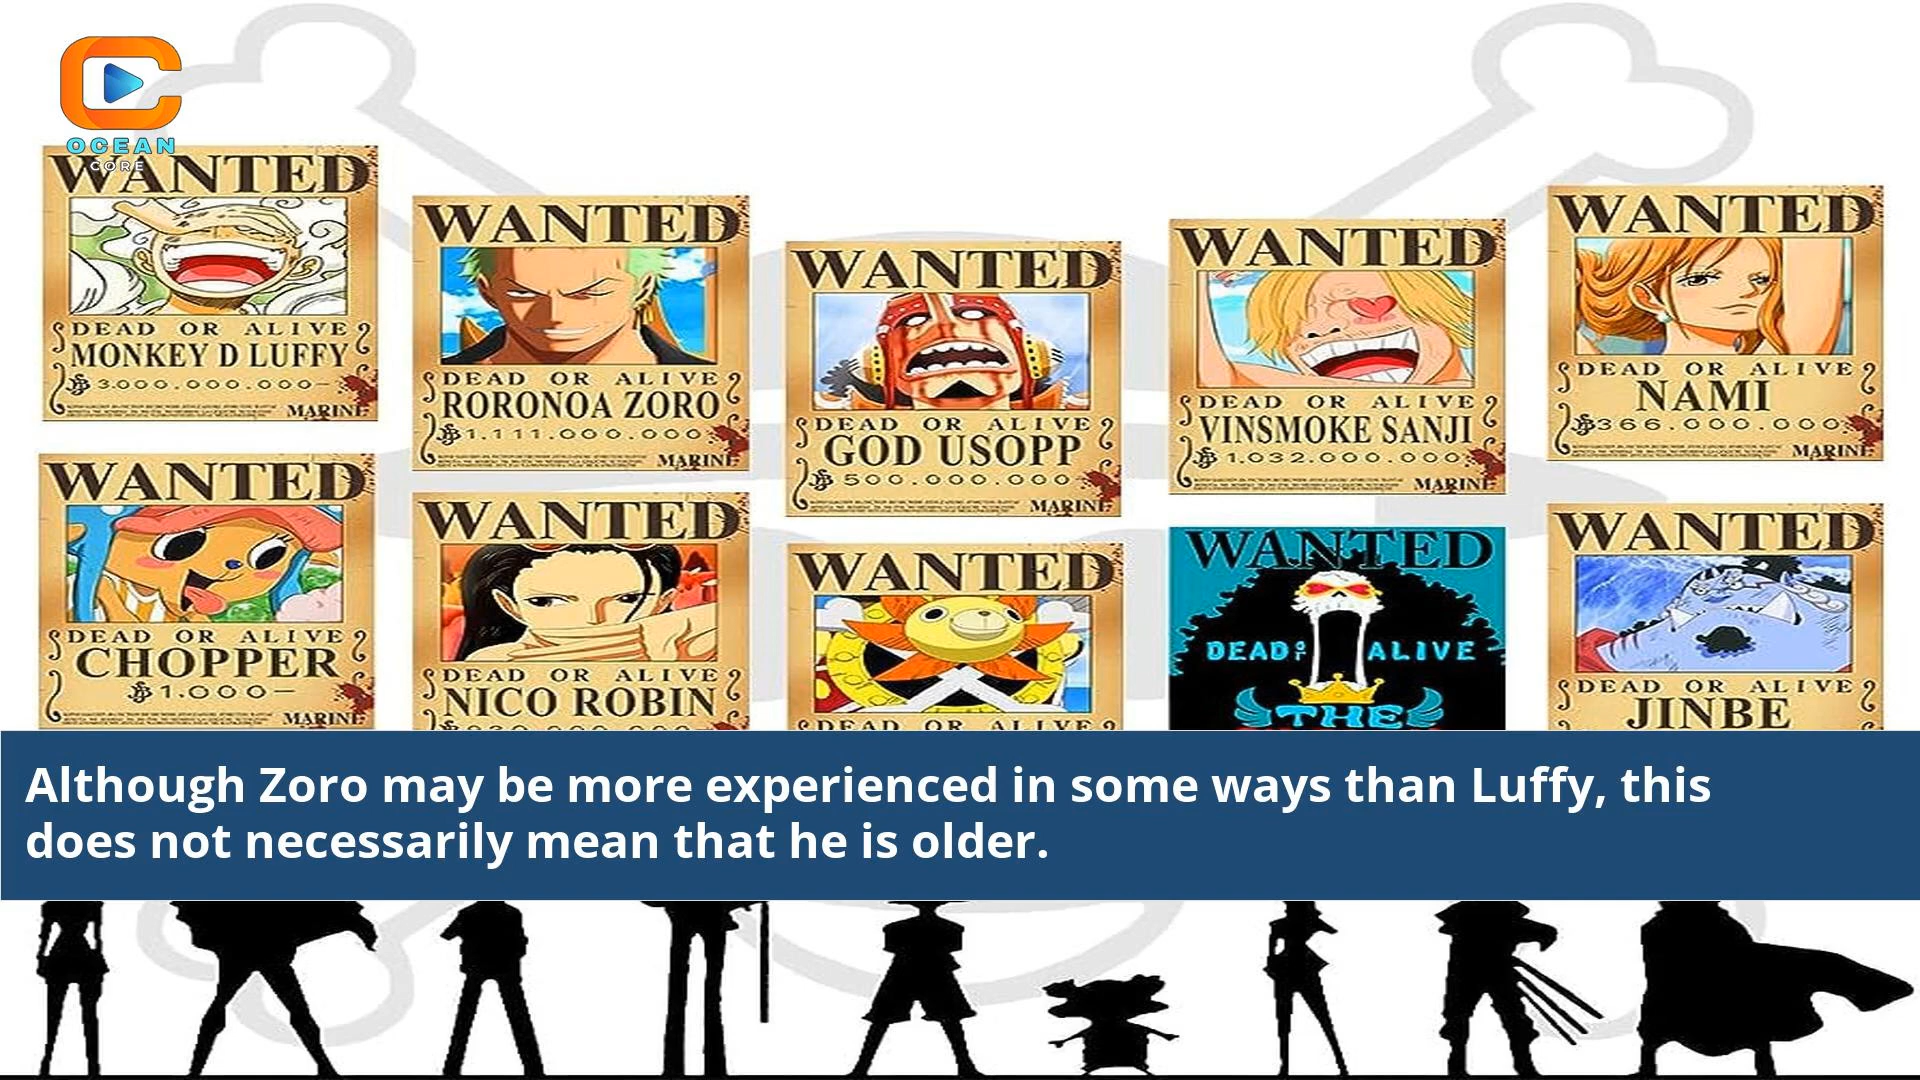 OCEAN
CORE
WANTED
DEAD OR ALIVE
MONKEY D LUFFY
3.000.000.000-
MARINE
WANTED
DEAD OR ALIVE
RORONOA ZORO
1.111.000.000
MARINE
WANTED
DEAD OR ALIVE
GOD USOPP
500.000.000
MARINE
WANTED
DEAD OR ALIVE
VINSMOKE SANJI
1.032.000.000
MARINE
WANTED
DEAD OR ALIVE
NAMI
366.000.000
MARINE
WANTED
DEAD OR ALIVE
CHOPPER
1.000-
MARINE
WANTED
DEAD OR ALIVE
NICO ROBIN
WANTED
DEAD OR ALIVE
WANTED
DEAD or ALIVE
THE
WANTED
DEAD OR ALIVE
JINBE
Although Zoro may be more experienced in some ways than Luffy, this
does not necessarily mean that he is older.